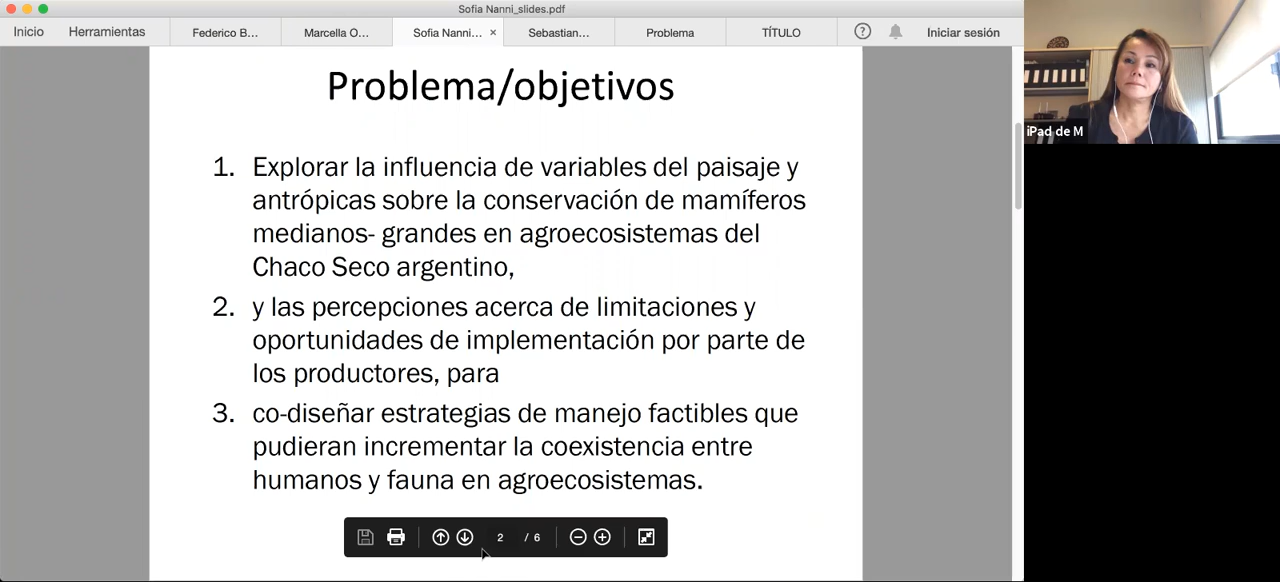 Sofia Nanni_slides.pdf
Inicio
Herramientas
Federico B...
Marcella O...
Sofia Nanni...
Sebastian...
Problema
TÍTULO
Iniciar sesión
Problema/objetivos
1. Explorar la influencia de variables del paisaje y
antrópicas sobre la conservación de mamíferos
medianos- grandes en agroecosistemas del
Chaco Seco argentino,
2. y las percepciones acerca de limitaciones y
oportunidades de implementación por parte de
los productores, para
3. co-diseñar estrategias de manejo factibles que
pudieran incrementar la coexistencia entre
humanos y fauna en agroecosistemas.
2 / 6
iPad de M